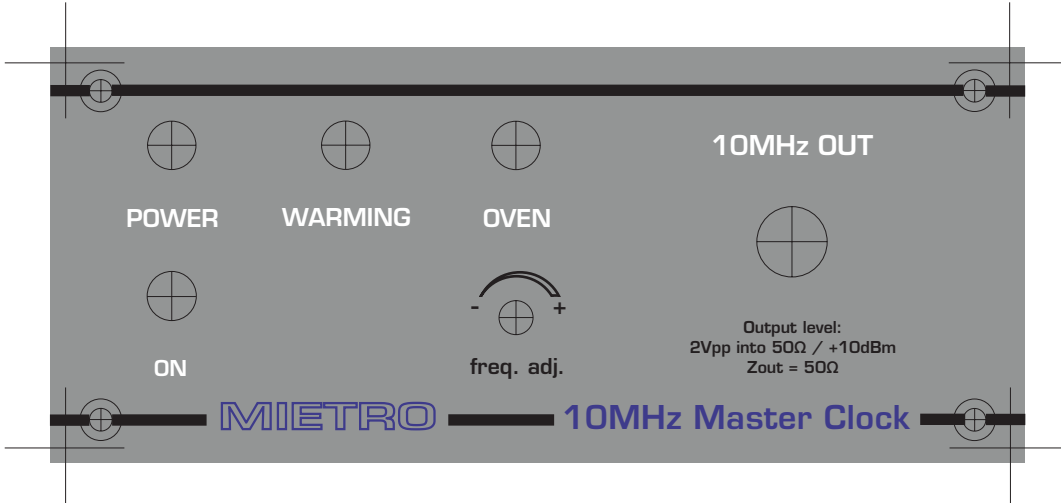 10MHz OUT
POWER WARMING OVEN
- +
Output level:
2Vpp into 50Ω / +10dBm
Zout = 50Ω
ON
freq. adj.
MIETRO 10MHz Master Clock